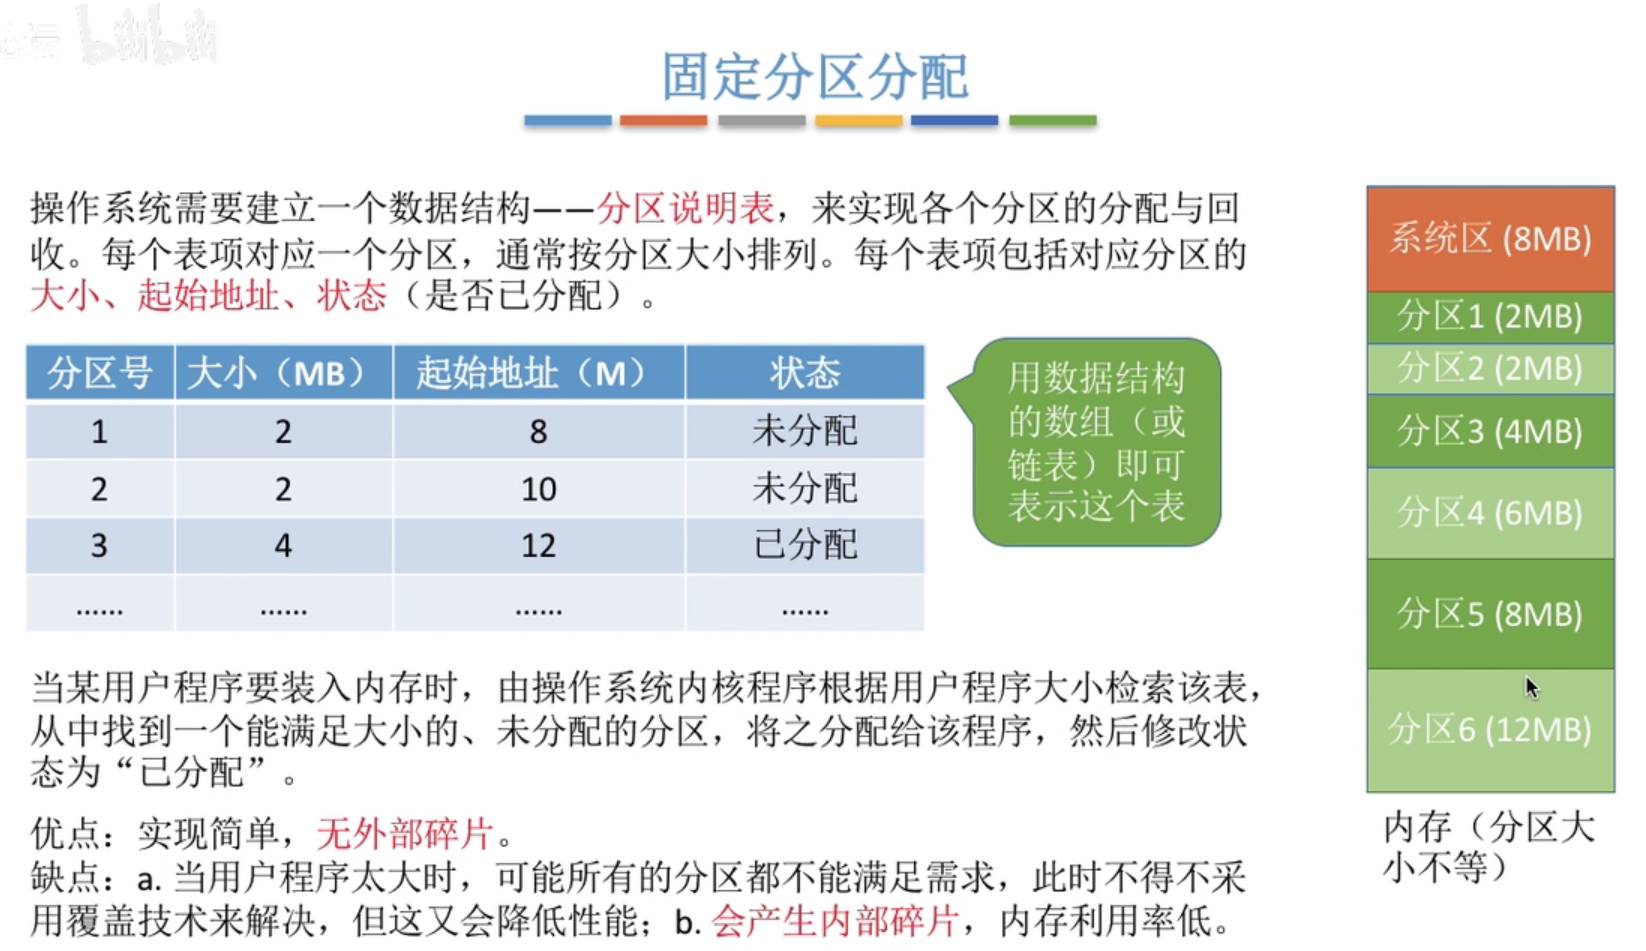 bilibili
固定分区分配
操作系统需要建立一个数据结构——分区说明表，来实现各个分区的分配与回
收。每个表项对应一个分区，通常按分区大小排列。每个表项包括对应分区的
大小、起始地址、状态（是否已分配）。
分区号 大小（MB） 起始地址（M） 状态
1 2 8 未分配
2 2 10 未分配
3 4 12 已分配
...... ...... ...... ......
用数据结构
的数组（或
链表）即可
表示这个表
当某用户程序要装入内存时，由操作系统内核程序根据用户程序大小检索该表，
从中找到一个能满足大小的、未分配的分区，将之分配给该程序，然后修改状
态为“已分配”。
优点：实现简单，无外部碎片。
缺点：a. 当用户程序太大时，可能所有的分区都不能满足需求，此时不得不采
用覆盖技术来解决，但这又会降低性能；b. 会产生内部碎片，内存利用率低。
系统区 (8MB)
分区1 (2MB)
分区2 (2MB)
分区3 (4MB)
分区4 (6MB)
分区5 (8MB)
分区6 (12MB)
内存（分区大
小不等）